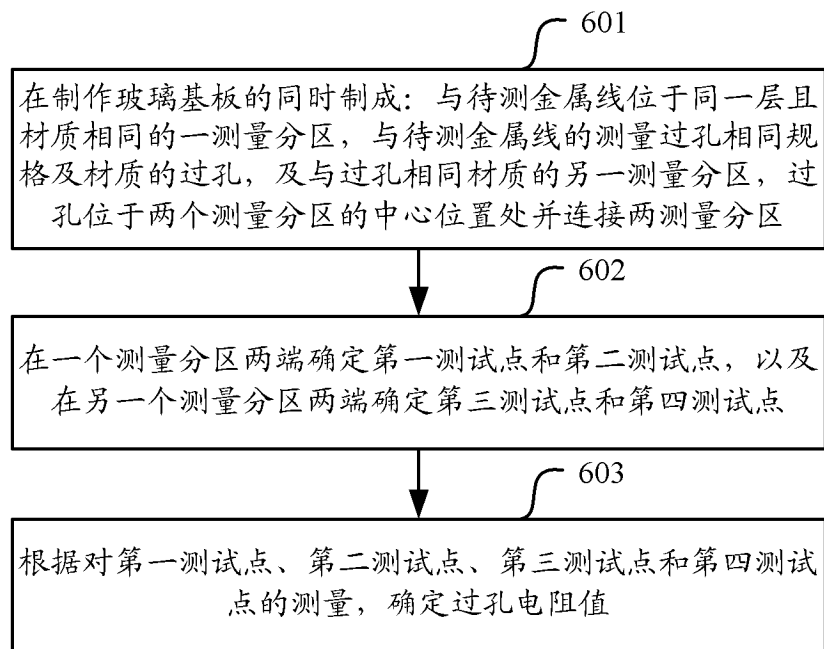 601
在制作玻璃基板的同时制成：与待测金属线位于同一层且
材质相同的一测量分区，与待测金属线的测量过孔相同规
格及材质的过孔，及与过孔相同材质的另一测量分区，过
孔位于两个测量分区的中心位置处并连接两测量分区
602
在一个测量分区两端确定第一测试点和第二测试点，以及
在另一个测量分区两端确定第三测试点和第四测试点
603
根据对第一测试点、第二测试点、第三测试点和第四测试
点的测量，确定过孔电阻值